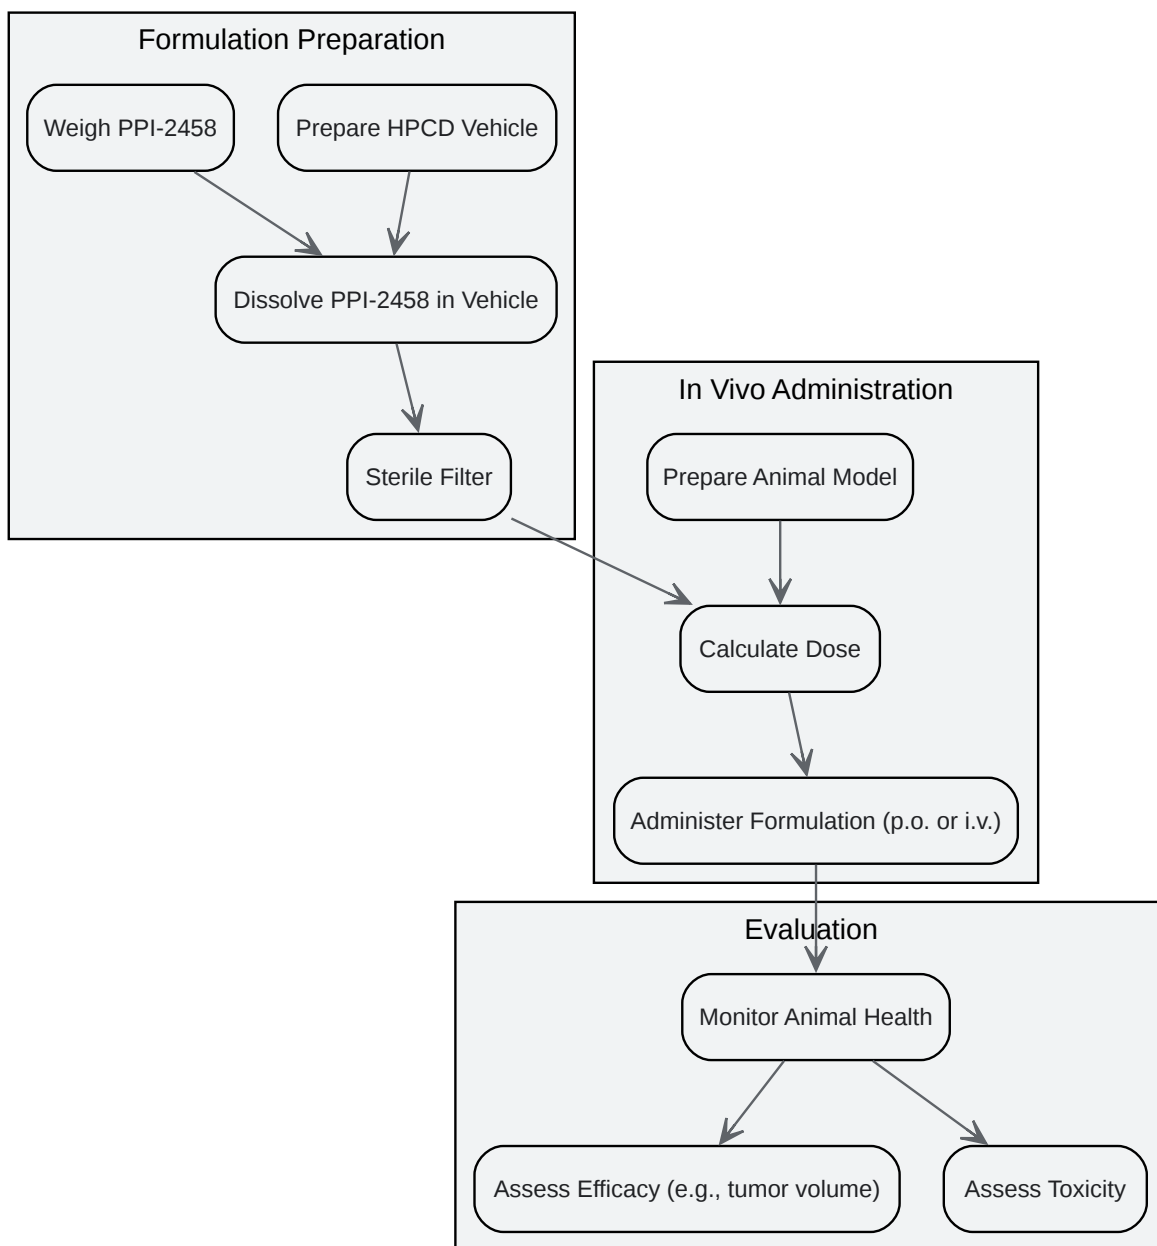 Formulation Preparation
Weigh PPI-2458
Prepare HPCD Vehicle
Dissolve PPI-2458 in Vehicle
Sterile Filter
In Vivo Administration
Prepare Animal Model
Calculate Dose
Administer Formulation (p.o. or i.v.)
Evaluation
Monitor Animal Health
Assess Efficacy (e.g., tumor volume)
Assess Toxicity